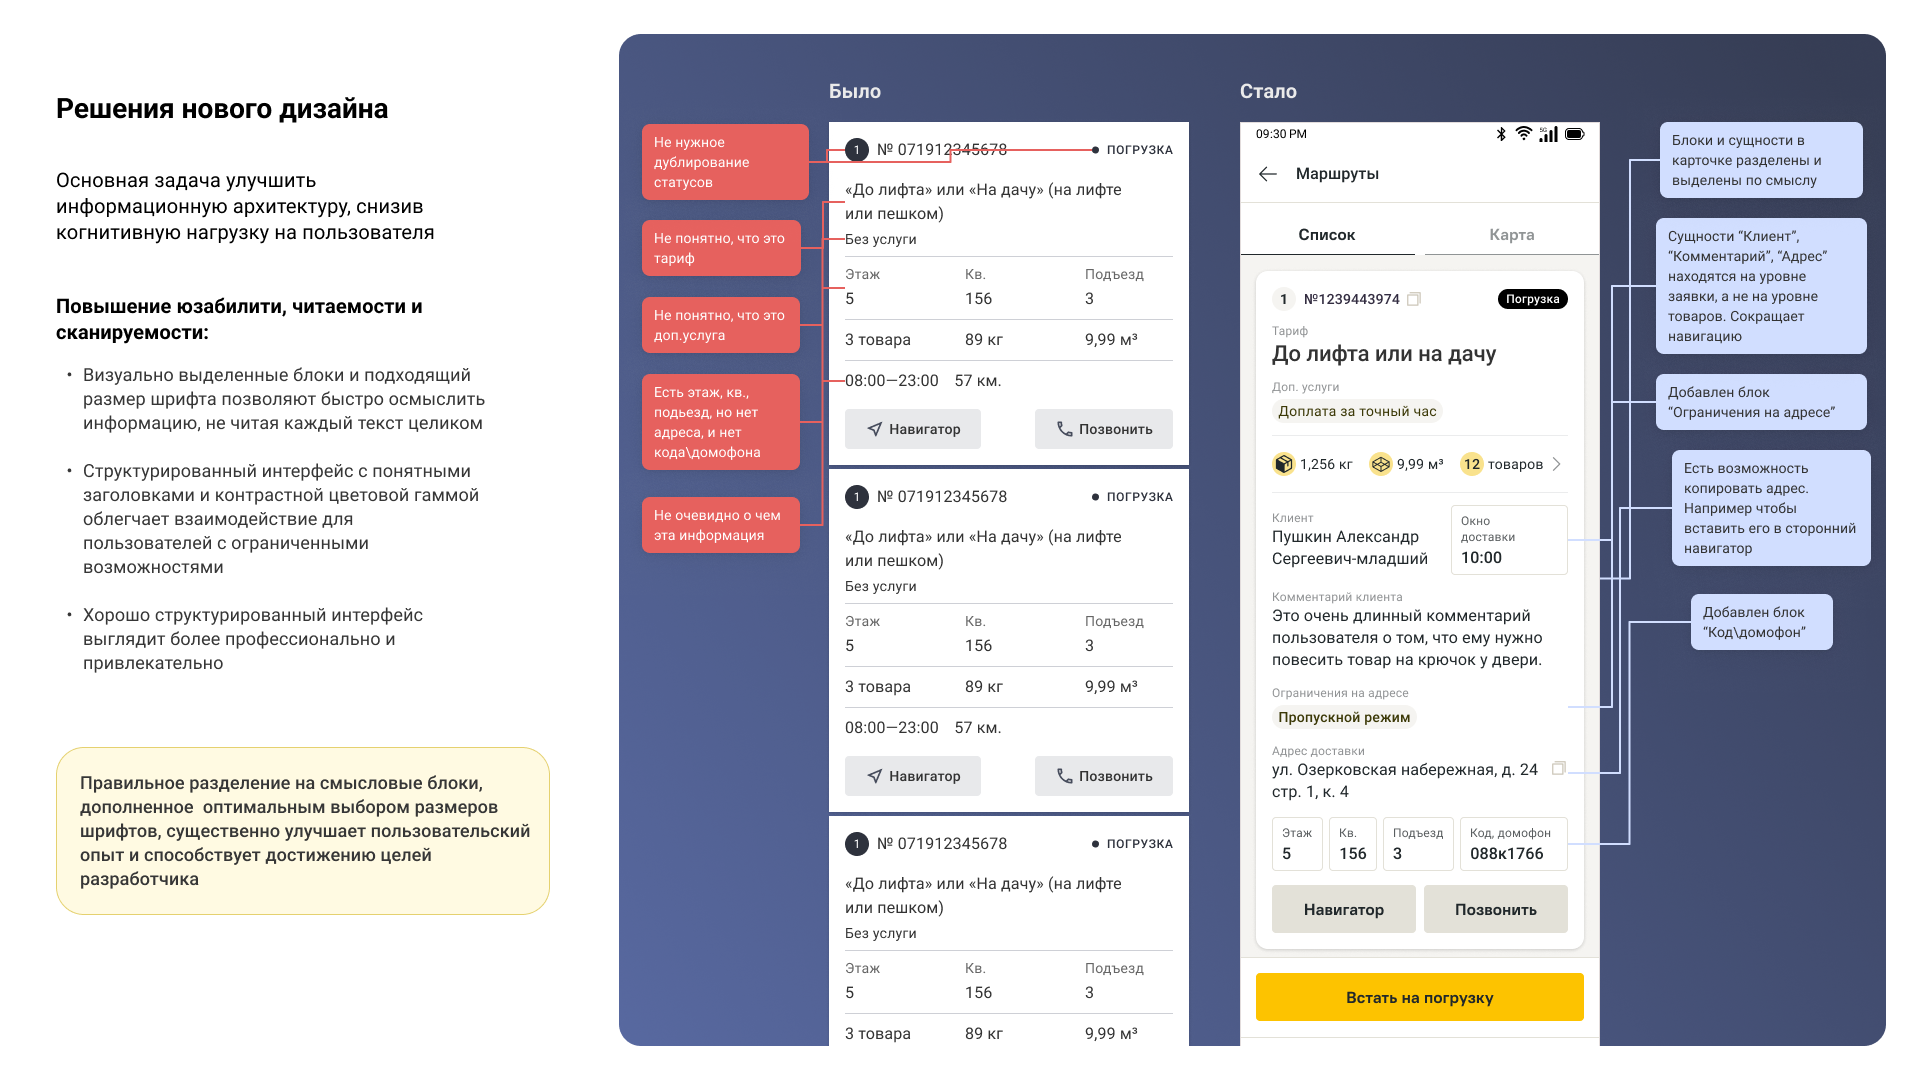 Решения нового дизайна
Основная задача улучшить
информационную архитектуру, снизив
когнитивную нагрузку на пользователя
Повышение юзабилити, читаемости и
сканируемости:
• Визуально выделенные блоки и подходящий
размер шрифта позволяют быстро осмыслить
информацию, не читая каждый текст целиком
• Структурированный интерфейс с понятными
заголовками и контрастной цветовой гаммой
облегчает взаимодействие для
пользователей с ограниченными
возможностями
• Хорошо структурированный интерфейс
выглядит более профессионально и
привлекательно
Правильное разделение на смысловые блоки,
дополненное  оптимальным выбором размеров
шрифтов, существенно улучшает пользовательский
опыт и способствует достижению целей
разработчика
Было
Не нужное
дублирование
статусов
Не понятно, что это
тариф
Не понятно, что это
доп.услуга
Есть этаж, кв.,
подьезд, но нет
адреса, и нет
кода\домофона
Не очевидно о чем
эта информация
1 № 071912345678 • ПОГРУЗКА
«До лифта» или «На дачу» (на лифте
или пешком)
Без услуги
Этаж Кв. Подъезд
5 156 3
3 товара 89 кг 9,99 м³
08:00—23:00 57 км.
Навигатор Позвонить
1 № 071912345678 • ПОГРУЗКА
«До лифта» или «На дачу» (на лифте
или пешком)
Без услуги
Этаж Кв. Подъезд
5 156 3
3 товара 89 кг 9,99 м³
08:00—23:00 57 км.
Навигатор Позвонить
1 № 071912345678 • ПОГРУЗКА
«До лифта» или «На дачу» (на лифте
или пешком)
Без услуги
Этаж Кв. Подъезд
5 156 3
3 товара 89 кг 9,99 м³
Стало
09:30 PM 5G
Маршруты
Список Карта
1 №1239443974 Погрузка
Тариф
До лифта или на дачу
Доп. услуги
Доплата за точный час
1,256 кг 9,99 м³ 12 товаров
Клиент
Пушкин Александр
Сергеевич-младший
Окно
доставки
10:00
Комментарий клиента
Это очень длинный комментарий
пользователя о том, что ему нужно
повесить товар на крючок у двери.
Ограничения на адресе
Пропускной режим
Адрес доставки
ул. Озерковская набережная, д. 24
стр. 1, к. 4
Этаж Кв. Подъезд Код, домофон
5 156 3 088к1766
Навигатор Позвонить
Встать на погрузку
Блоки и сущности в
карточке разделены и
выделены по смыслу
Сущности “Клиент”,
“Комментарий”, “Адрес”
находятся на уровне
заявки, а не на уровне
товаров. Сокращает
навигацию
Добавлен блок
“Ограничения на адресе”
Есть возможность
копировать адрес.
Например чтобы
вставить его в сторонний
навигатор
Добавлен блок
“Код\домофон”